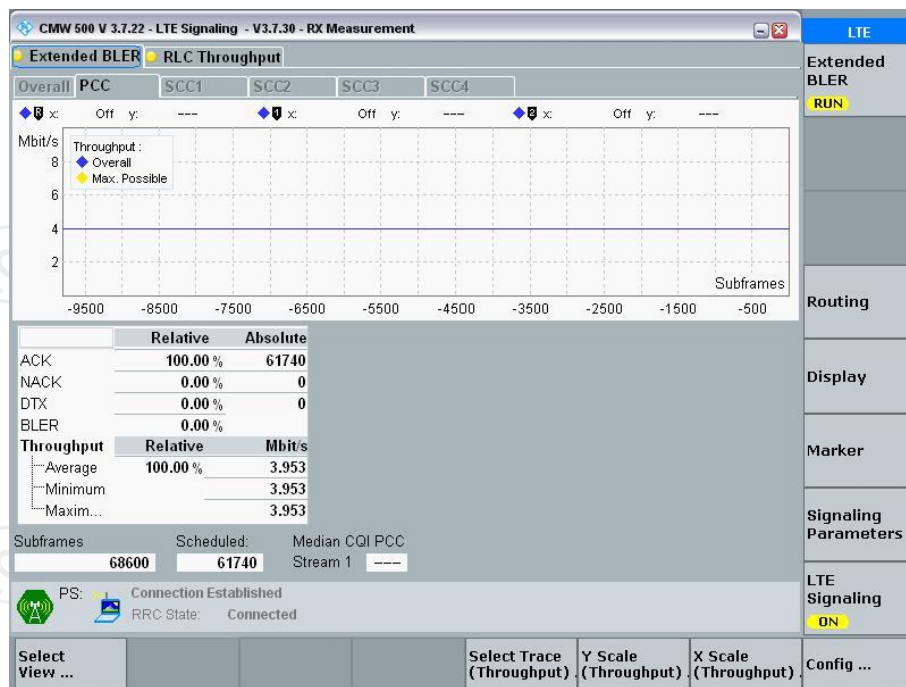 CMW 500 V 3.7.22 - LTE Signaling - V3.7.30 - RX Measurement
LTE
Extended BLER RLC Throughput
Overall PCC SCC1 SCC2 SCC3 SCC4
R x: Off y: --- 1 x: Off y: --- 2 x: Off y: ---
Mbit/s
Throughput :
Overall
Max. Possible
8
6
4
2
Subframes
-9500 -8500 -7500 -6500 -5500 -4500 -3500 -2500 -1500 -500
Relative Absolute
ACK 100.00 % 61740
NACK 0.00 % 0
DTX 0.00 % 0
BLER 0.00 %
Throughput Relative Mbit/s
Average 100.00 % 3.953
Minimum 3.953
Maxim... 3.953
Subframes Scheduled: Median CQI PCC
68600 61740 Stream 1 ---
PS: Connection Established
RRC State: Connected
Extended
BLER
RUN
Routing
Display
Marker
Signaling
Parameters
LTE
Signaling
ON
Select
View ...
Select Trace
(Throughput)
Y Scale
(Throughput)
X Scale
(Throughput)
Config ...